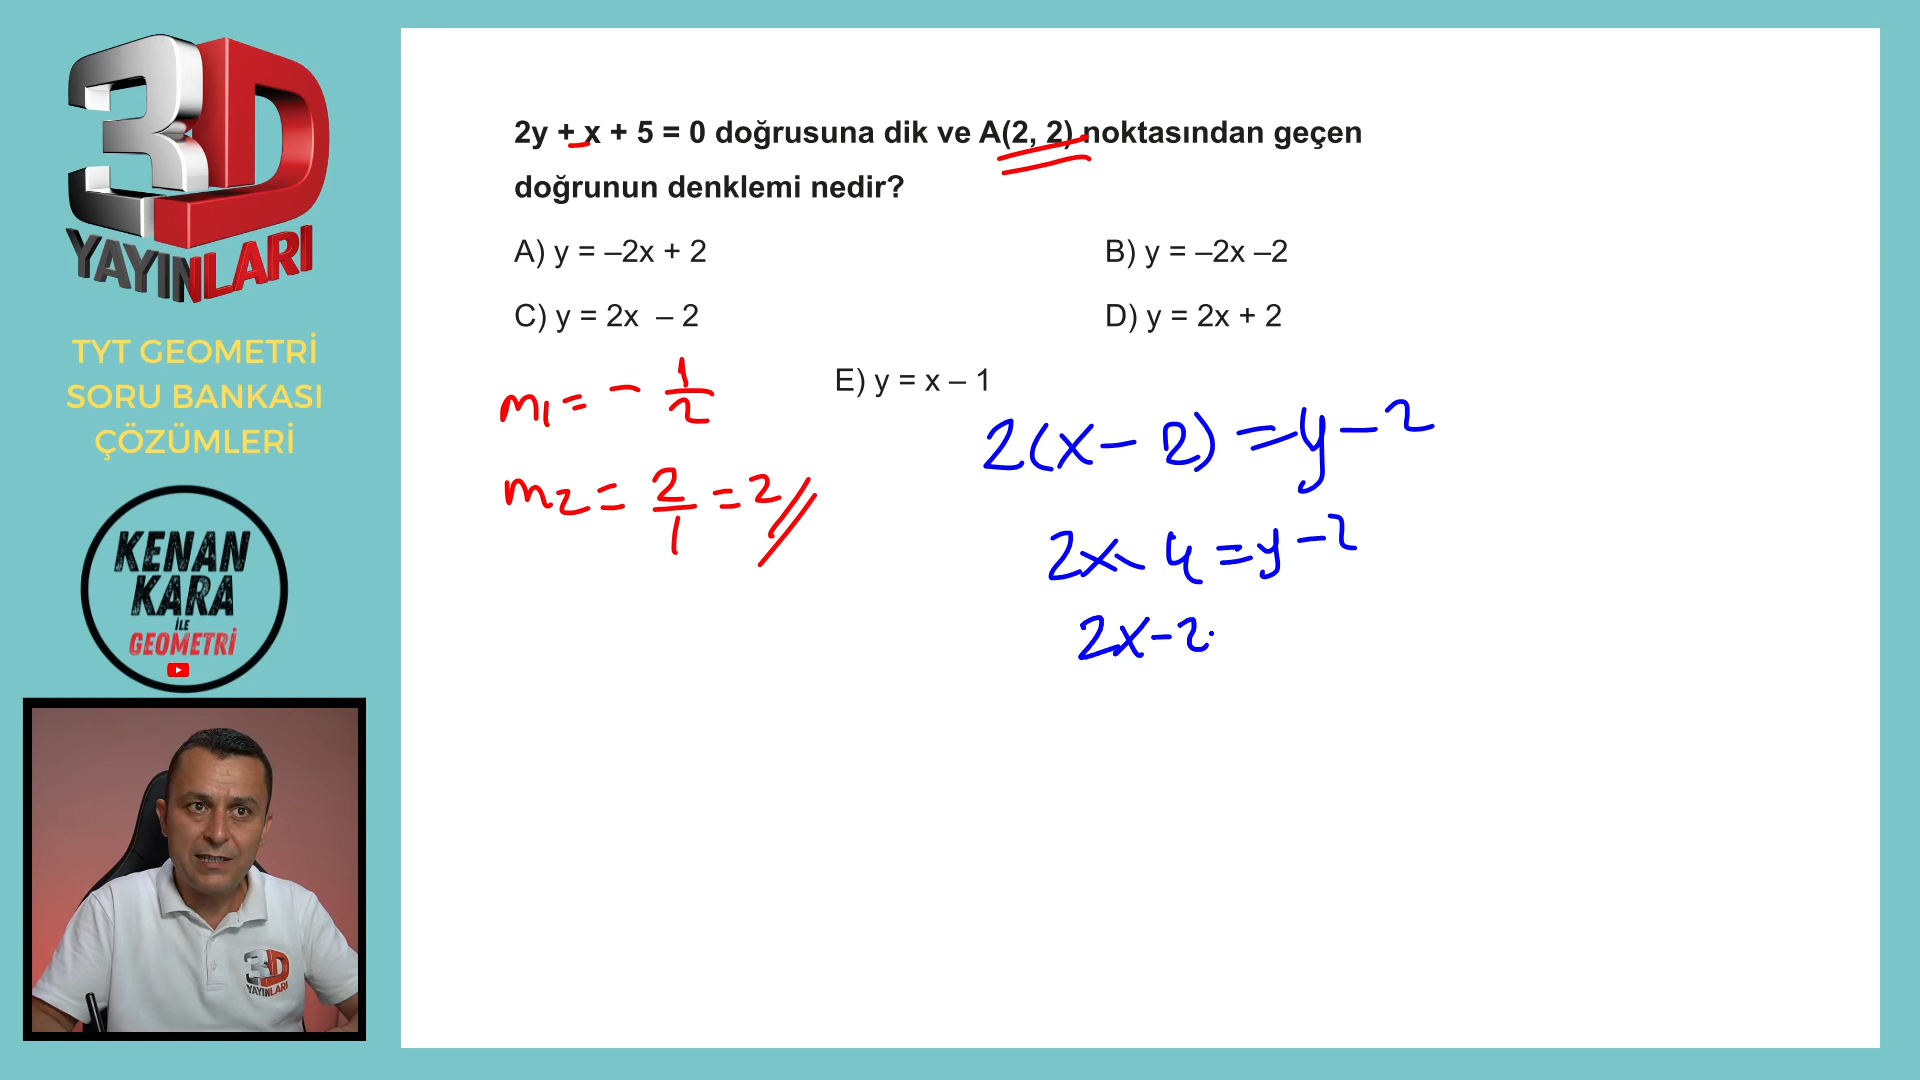 3D
YAYINLARI
TYT GEOMETRİ
SORU BANKASI
ÇÖZÜMLERİ
KENAN
KARA
İLE
GEOMETRİ
3D
YAYINLARI
2y + x + 5 = 0 doğrusuna dik ve A(2, 2) noktasından geçen
doğrunun denklemi nedir?
A) y = –2x + 2
B) y = –2x –2
C) y = 2x – 2
D) y = 2x + 2
E) y = x – 1
m1 = - 1/2
m2 = 2/1 = 2//
2(x - 2) = y - 2
2x - 4 = y - 2
2x - 2